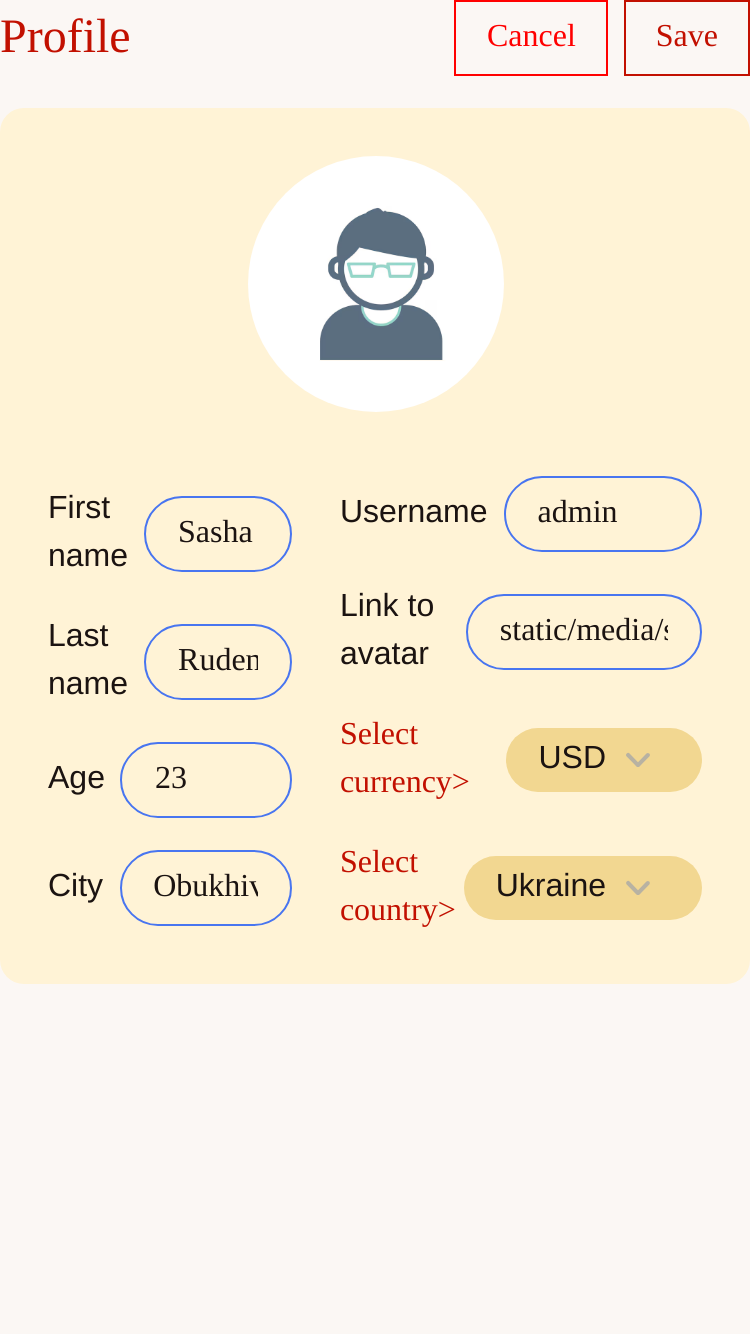 Profile
Cancel
Save
First
name
Sasha
Last
name
Ruden
Age
23
City
Obukhiv
Username
admin
Link to
avatar
static/media/s
Select
currency>
USD
Select
country>
Ukraine